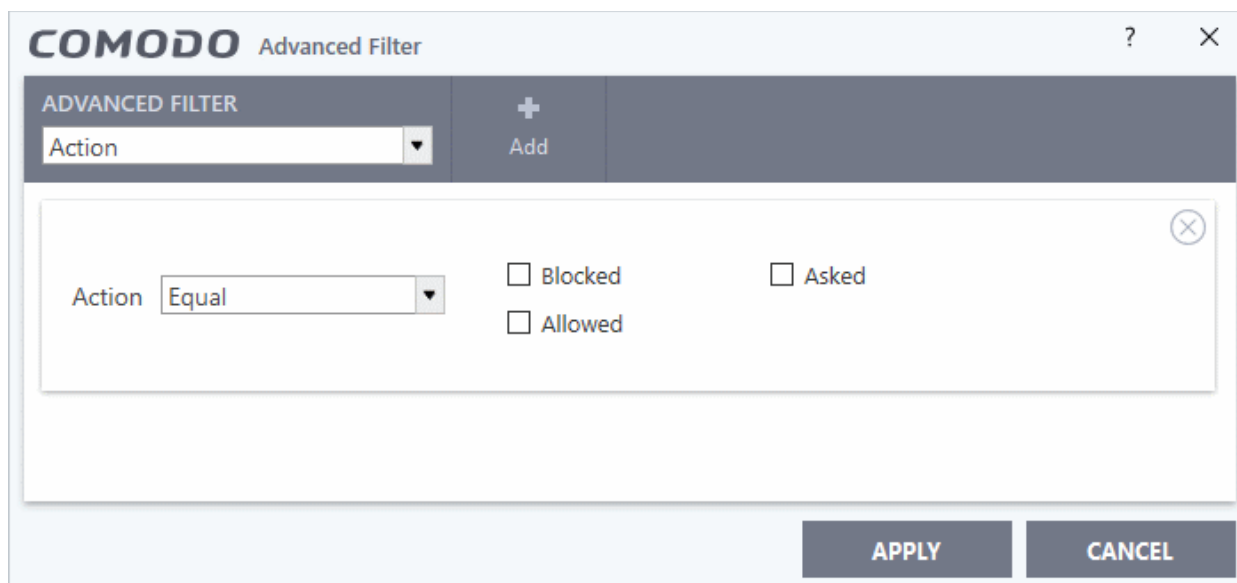 COMODO Advanced Filter ?
ADVANCED FILTER
Action
Add
Action Equal
Blocked Asked
Allowed
APPLY CANCEL